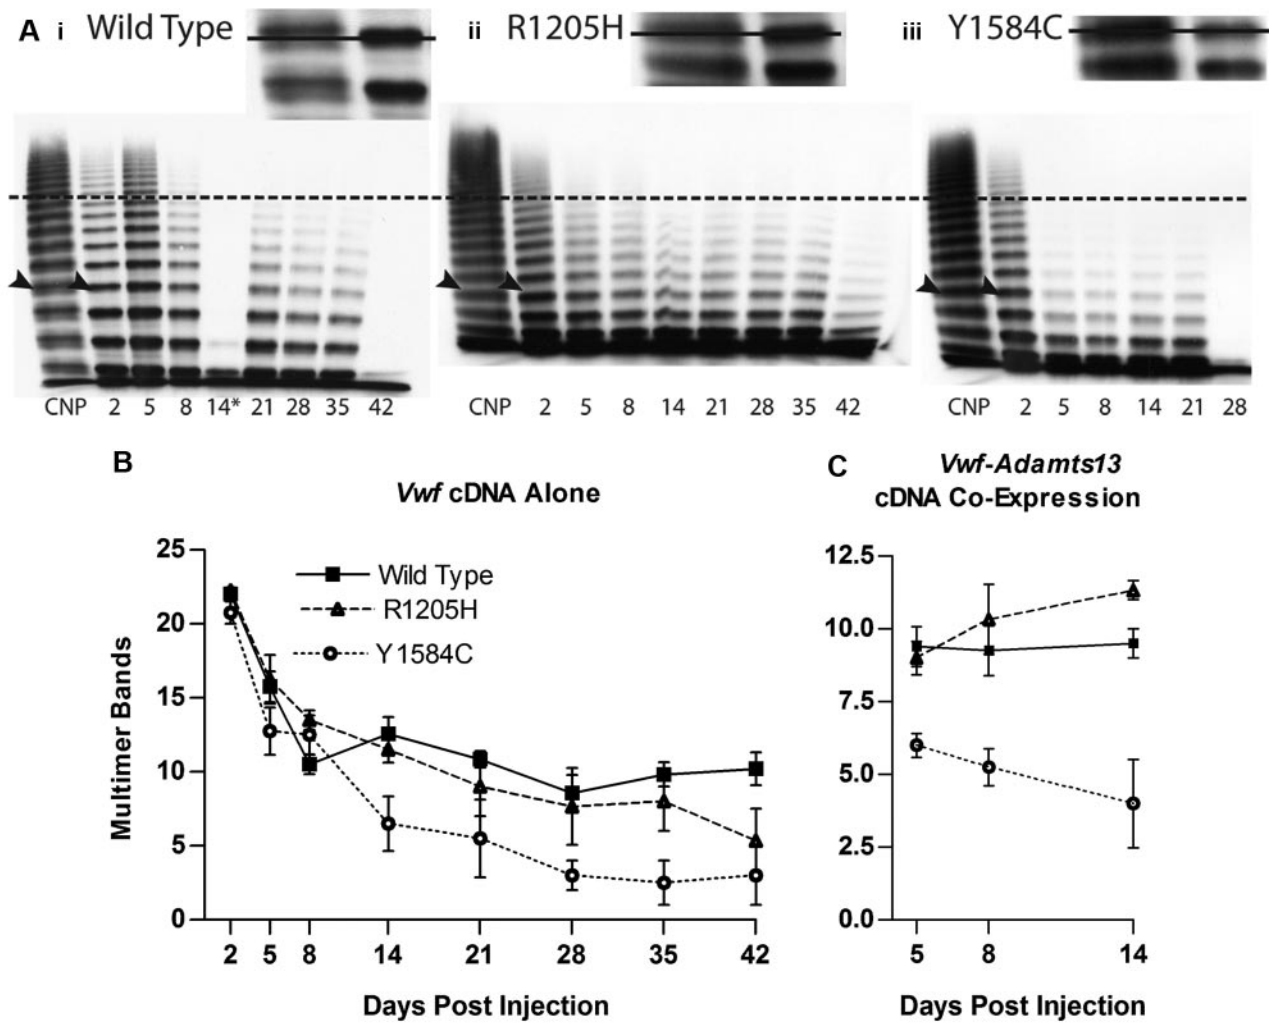 A i Wild Type ii R1205H iii Y1584C
CNP 2 5 8 14* 21 28 35 42 CNP 2 5 8 14 21 28 35 42 CNP 2 5 8 14 21 28
B C Vwf-Adamts13
Vwf cDNA Alone cDNA Co-Expression
25
20
15
10
5
0
Multimer Bands
Wild Type
R1205H
Y1584C
2 5 8 14 21 28 35 42
Days Post Injection
12.5
10.0
7.5
5.0
2.5
0.0
5 8 14
Days Post Injection